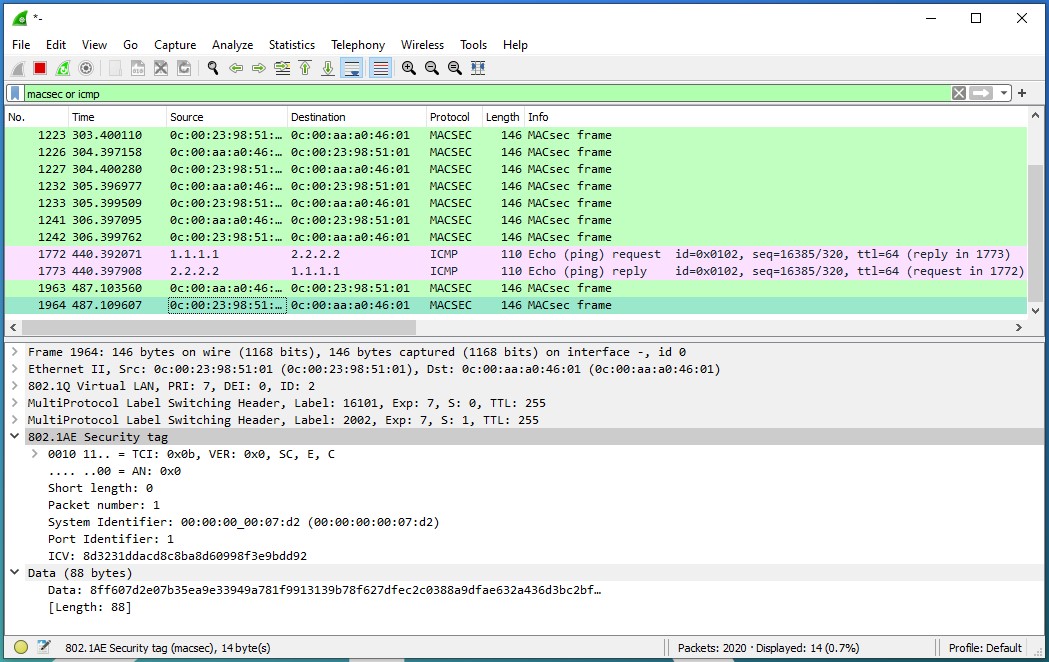 *-
File Edit View Go Capture Analyze Statistics Telephony Wireless Tools Help
macsec or icmp
No. Time Source Destination Protocol Length Info
1223 303.400110 0c:00:23:98:51:… 0c:00:aa:a0:46:01 MACSEC 146 MACsec frame
1226 304.397158 0c:00:aa:a0:46:… 0c:00:23:98:51:01 MACSEC 146 MACsec frame
1227 304.400280 0c:00:23:98:51:… 0c:00:aa:a0:46:01 MACSEC 146 MACsec frame
1232 305.396977 0c:00:aa:a0:46:… 0c:00:23:98:51:01 MACSEC 146 MACsec frame
1233 305.399509 0c:00:23:98:51:… 0c:00:aa:a0:46:01 MACSEC 146 MACsec frame
1241 306.397095 0c:00:aa:a0:46:… 0c:00:23:98:51:01 MACSEC 146 MACsec frame
1242 306.399762 0c:00:23:98:51:… 0c:00:aa:a0:46:01 MACSEC 146 MACsec frame
1772 440.392071 1.1.1.1 2.2.2.2 ICMP 110 Echo (ping) request id=0x0102, seq=16385/320, ttl=64 (reply in 1773)
1773 440.397908 2.2.2.2 1.1.1.1 ICMP 110 Echo (ping) reply id=0x0102, seq=16385/320, ttl=64 (request in 1772)
1963 487.103560 0c:00:aa:a0:46:… 0c:00:23:98:51:01 MACSEC 146 MACsec frame
1964 487.109607 0c:00:23:98:51:… 0c:00:aa:a0:46:01 MACSEC 146 MACsec frame
Frame 1964: 146 bytes on wire (1168 bits), 146 bytes captured (1168 bits) on interface -, id 0
Ethernet II, Src: 0c:00:23:98:51:01 (0c:00:23:98:51:01), Dst: 0c:00:aa:a0:46:01 (0c:00:aa:a0:46:01)
802.1Q Virtual LAN, PRI: 7, DEI: 0, ID: 2
MultiProtocol Label Switching Header, Label: 16101, Exp: 7, S: 0, TTL: 255
MultiProtocol Label Switching Header, Label: 2002, Exp: 7, S: 1, TTL: 255
802.1AE Security tag
0010 11.. = TCI: 0x0b, VER: 0x0, SC, E, C
.... ..00 = AN: 0x0
Short length: 0
Packet number: 1
System Identifier: 00:00:00_00:07:d2 (00:00:00:00:07:d2)
Port Identifier: 1
ICV: 8d3231ddacd8c8ba8d60998f3e9bdd92
Data (88 bytes)
Data: 8ff607d2e07b35ea9e33949a781f9913139b78f627dfec2c0388a9dfae632a436d3bc2bf…
[Length: 88]
802.1AE Security tag (macsec), 14 byte(s) Packets: 2020 · Displayed: 14 (0.7%) Profile: Default